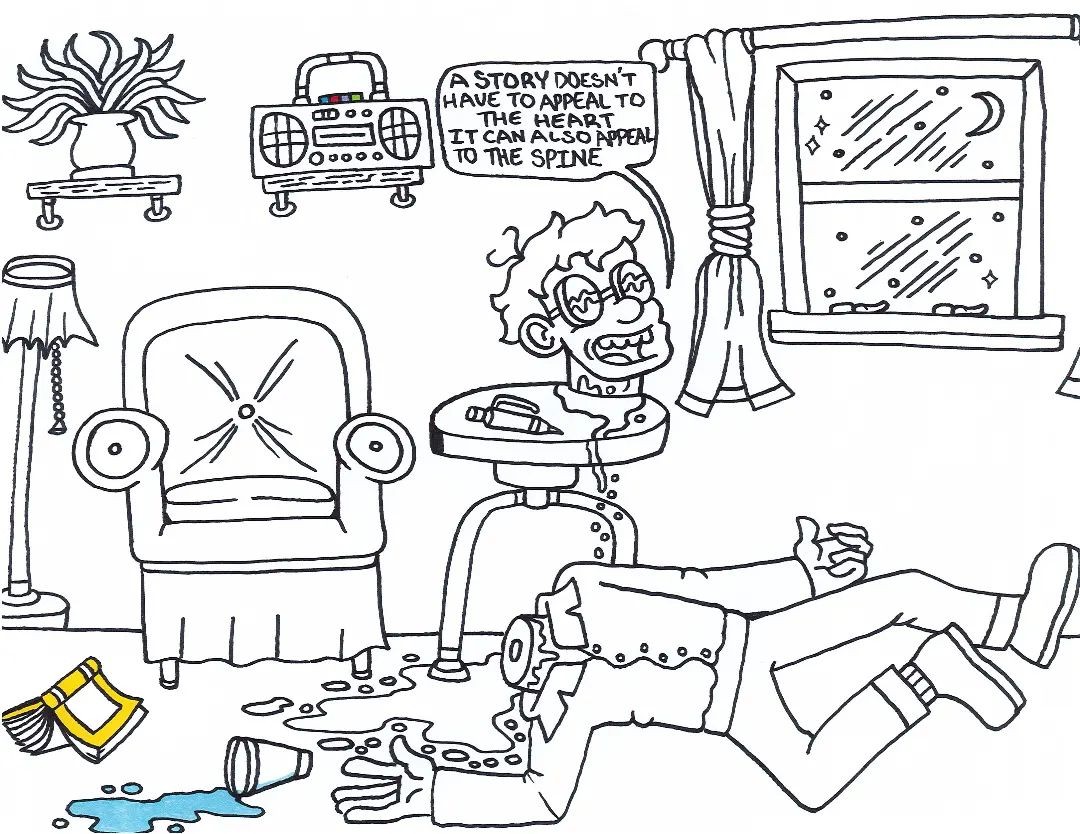 A STORY DOESN'T
HAVE TO APPEAL TO
THE HEART
IT CAN ALSO APPEAL
TO THE SPINE